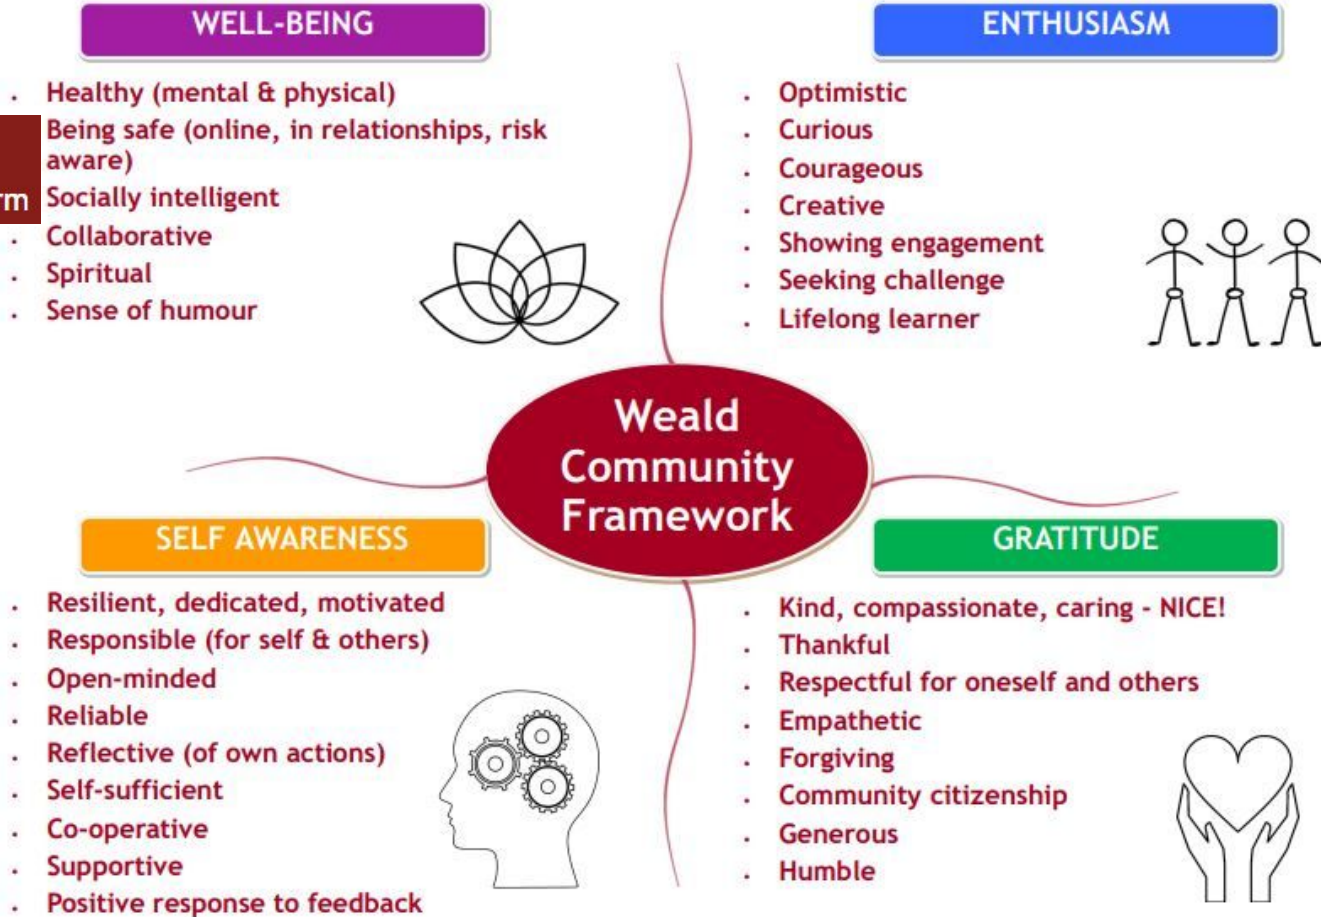 WELL-BEING
. Healthy (mental & physical)
Being safe (online, in relationships, risk
aware)
Socially intelligent
. Collaborative
. Spiritual
. Sense of humour
rm
ENTHUSIASM
. Optimistic
. Curious
. Courageous
. Creative
. Showing engagement
. Seeking challenge
. Lifelong learner
Weald
Community
Framework
SELF AWARENESS
. Resilient, dedicated, motivated
. Responsible (for self & others)
. Open-minded
. Reliable
. Reflective (of own actions)
. Self-sufficient
. Co-operative
. Supportive
. Positive response to feedback
GRATITUDE
. Kind, compassionate, caring - NICE!
. Thankful
. Respectful for oneself and others
. Empathetic
. Forgiving
. Community citizenship
. Generous
. Humble